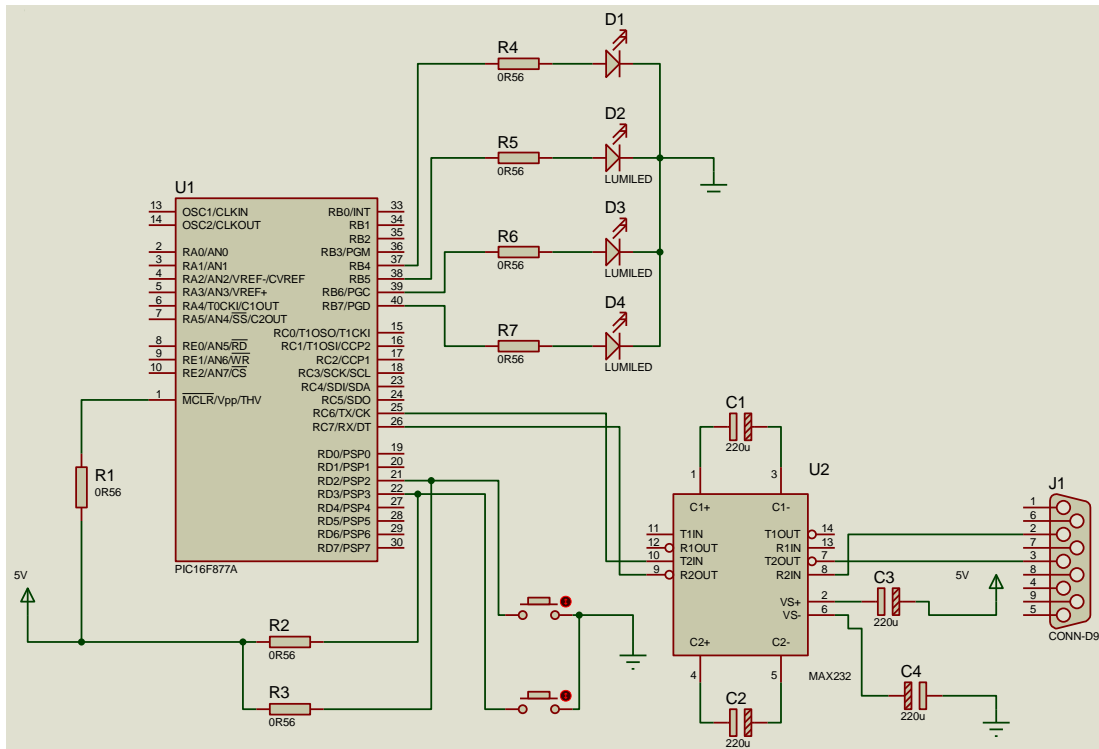 D1
R4
0R56
D2
R5
0R56
LUMILED
D3
R6
0R56
LUMILED
D4
R7
0R56
LUMILED
U1
13 OSC1/CLKIN RB0/INT 33
14 OSC2/CLKOUT RB1 34
RB2 35
2 RA0/AN0 RB3/PGM 36
3 RA1/AN1 RB4 37
4 RA2/AN2/VREF-/CVREF RB5 38
5 RA3/AN3/VREF+ RB6/PGC 39
6 RA4/T0CKI/C1OUT RB7/PGD 40
7 RA5/AN4/SS/C2OUT
RC0/T1OSO/T1CKI 15
8 RE0/AN5/RD RC1/T1OSI/CCP2 16
9 RE1/AN6/WR RC2/CCP1 17
10 RE2/AN7/CS RC3/SCK/SCL 18
RC4/SDI/SDA 23
1 MCLR/Vpp/THV RC5/SDO 24
RC6/TX/CK 25
RC7/RX/DT 26
RD0/PSP0 19
RD1/PSP1 20
RD2/PSP2 21
RD3/PSP3 22
RD4/PSP4 27
RD5/PSP5 28
RD6/PSP6 29
RD7/PSP7 30
PIC16F877A
R1
0R56
5V
R2
0R56
R3
0R56
C1
220u
U2
1 3
C1+ C1-
11 T1IN T1OUT 14
12 R1OUT R1IN 13
10 T2IN T2OUT 7
9 R2OUT R2IN 8
VS+ 2
VS- 6
C2+ C2-
4 5
MAX232
C2
220u
C3
220u
5V
C4
220u
J1
1
6
2
7
3
8
4
9
5
CONN-D9